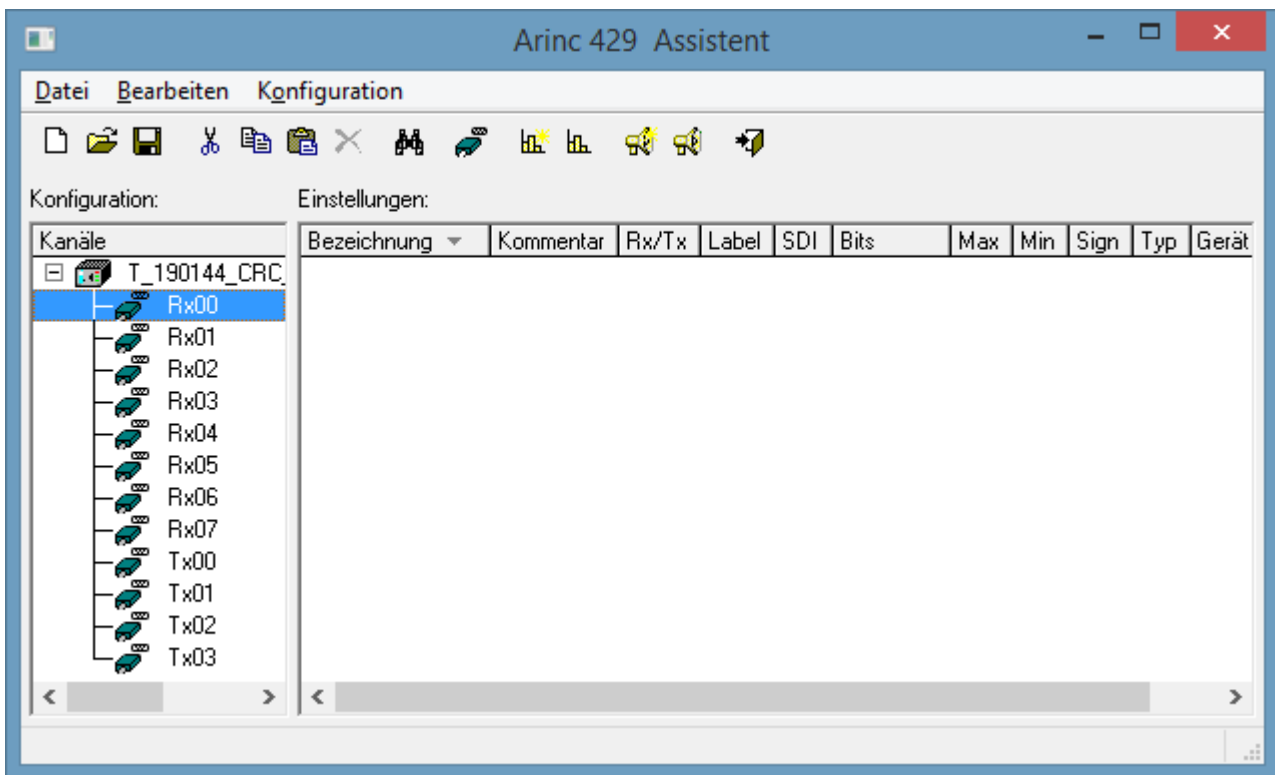 Arinc 429 Assistent
Datei Bearbeiten Konfiguration
Konfiguration: Einstellungen:
Kanäle Bezeichnung Kommentar Rx/Tx Label SDI Bits Max Min Sign Typ Gerät
T_190144_CRC_
Rx00
Rx01
Rx02
Rx03
Rx04
Rx05
Rx06
Rx07
Tx00
Tx01
Tx02
Tx03